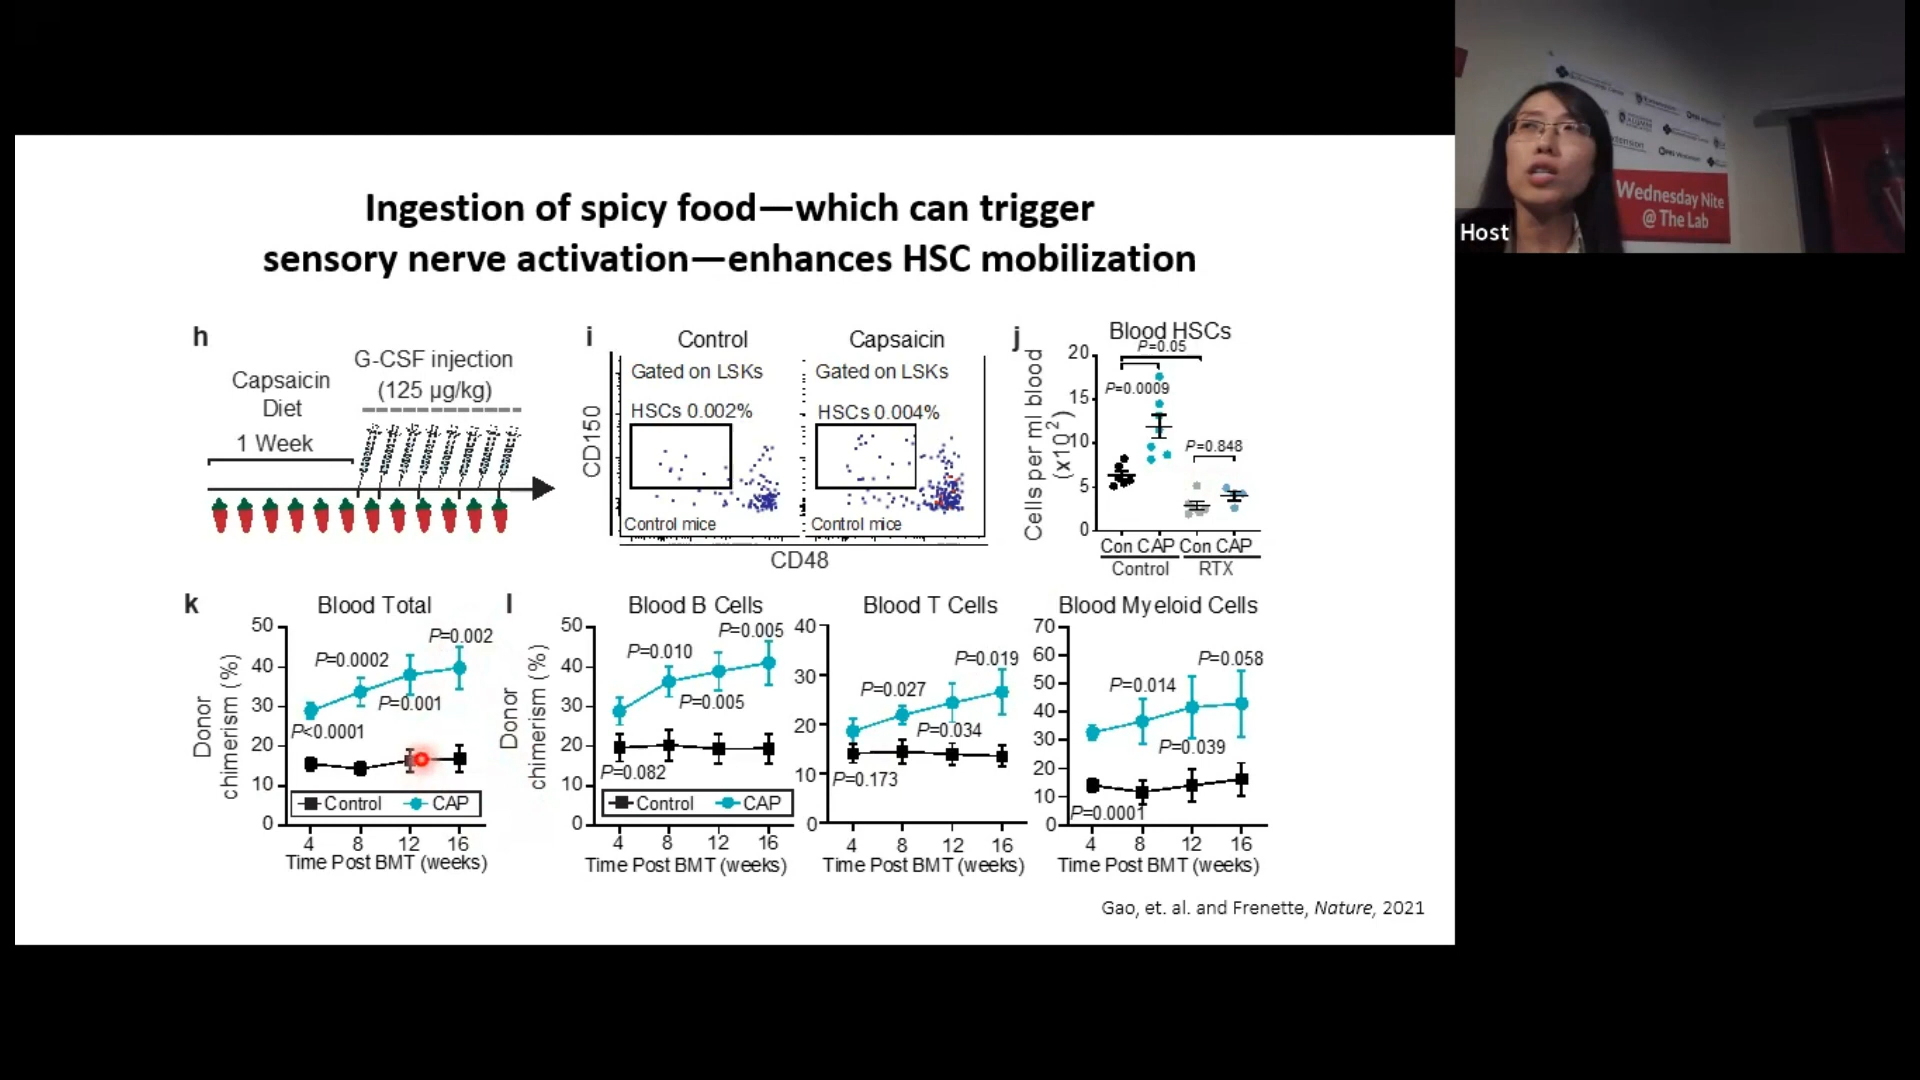 Ingestion of spicy food—which can trigger
sensory nerve activation—enhances HSC mobilization
h
Capsaicin
Diet
1 Week
G-CSF injection
(125 µg/kg)
i
Control
Capsaicin
Gated on LSKs
Gated on LSKs
HSCs 0.002%
HSCs 0.004%
Control mice
Control mice
CD150
CD48
j
Blood HSCs
P=0.05
P=0.0009
P=0.848
Cells per ml blood
(x10²)
20
15
10
5
0
Con CAP Con CAP
Control
RTX
k
Blood Total
Donor
chimerism (%)
50
40
30
20
10
0
P=0.002
P=0.0002
P=0.001
P<0.0001
Control
CAP
4 8 12 16
Time Post BMT (weeks)
l
Blood B Cells
Donor
chimerism (%)
50
40
30
20
10
0
P=0.005
P=0.010
P=0.005
P=0.082
Control
CAP
4 8 12 16
Time Post BMT (weeks)
Blood T Cells
40
30
20
10
0
P=0.019
P=0.027
P=0.034
P=0.173
4 8 12 16
Time Post BMT (weeks)
Blood Myeloid Cells
70
60
50
40
30
20
10
0
P=0.058
P=0.014
P=0.039
P=0.0001
4 8 12 16
Time Post BMT (weeks)
Gao, et. al. and Frenette, Nature, 2021
Wednesday Nite
@ The Lab
Host